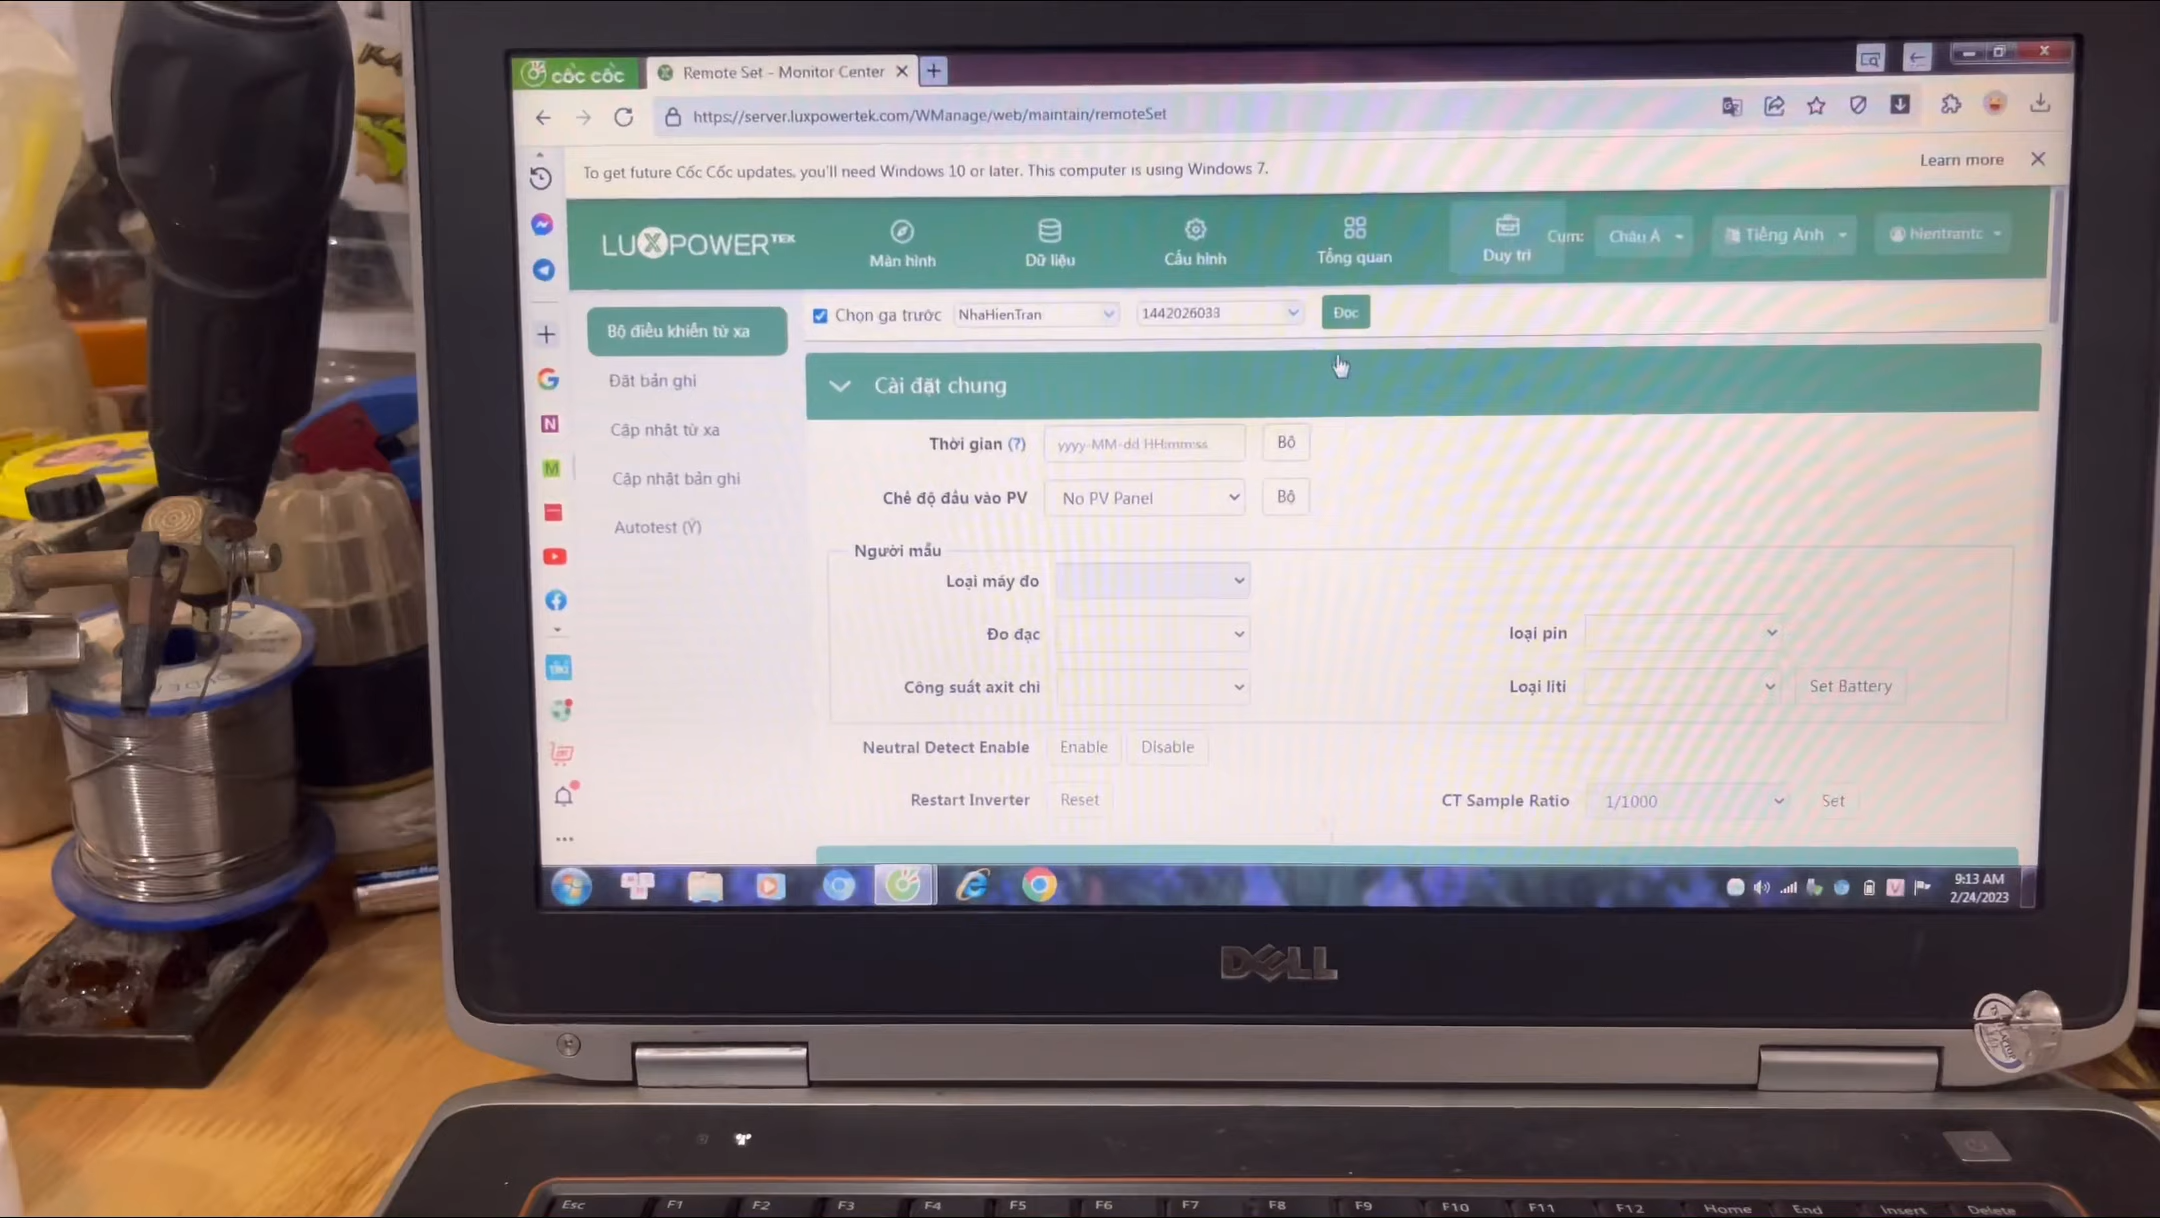 cốc cốc
Remote Set - Monitor Center
https://server.luxpowertek.com/WManage/web/maintain/remoteSet
To get future Cốc Cốc updates, you'll need Windows 10 or later. This computer is using Windows 7.
Learn more
LUXPOWERTEK
Màn hình
Dữ liệu
Cấu hình
Tổng quan
Duy trì
Cụm:
Châu Á
Tiếng Anh
hientrantc
Bộ điều khiển từ xa
Chọn ga trước
NhaHienTran
1442026033
Đọc
Đặt bản ghi
Cập nhật từ xa
Cập nhật bản ghi
Autotest (Ý)
Cài đặt chung
Thời gian (?)
yyyy-MM-dd HH:mm:ss
Bộ
Chế độ đầu vào PV
No PV Panel
Bộ
Người mẫu
Loại máy đo
Đo đạc
loại pin
Công suất axit chì
Loại liti
Set Battery
Neutral Detect Enable
Enable
Disable
Restart Inverter
Reset
CT Sample Ratio
1/1000
Set
9:13 AM
2/24/2023
DELL
Esc F1 F2 F3 F4 F5 F6 F7 F8 F9 F10 F11 F12 Home End Insert Delete